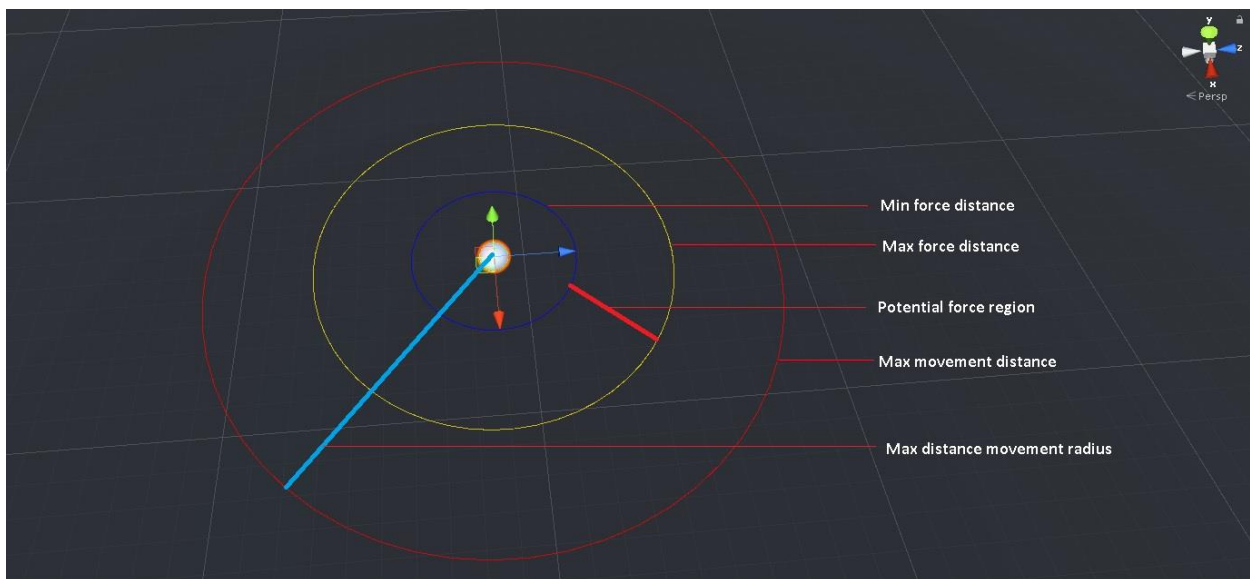 y
z
x
< Persp
Min force distance
Max force distance
Potential force region
Max movement distance
Max distance movement radius